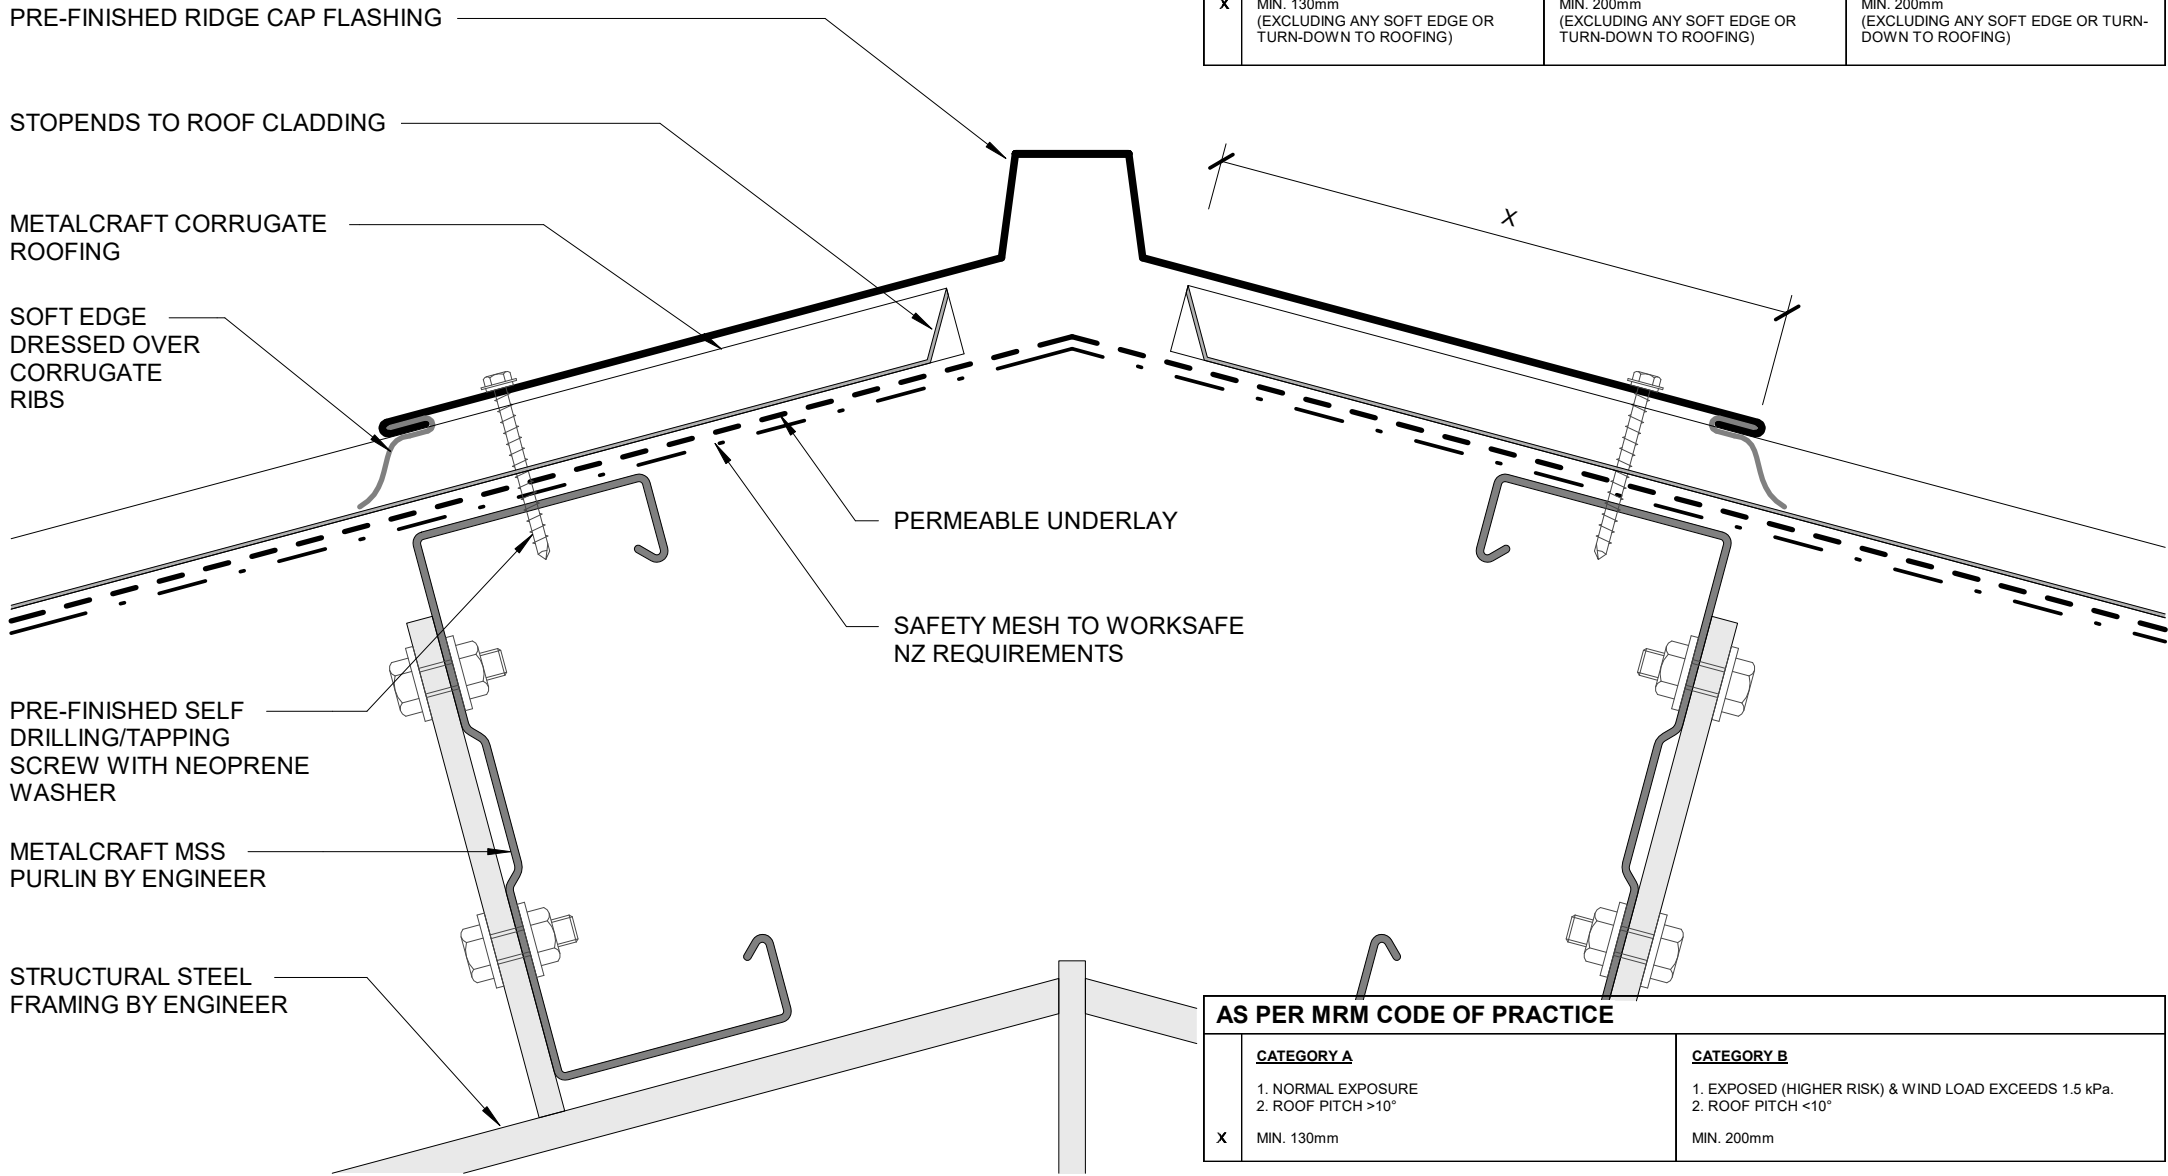 PRE-FINISHED RIDGE CAP FLASHING
X
MIN. 130mm
(EXCLUDING ANY SOFT EDGE OR
TURN-DOWN TO ROOFING)
MIN. 200mm
(EXCLUDING ANY SOFT EDGE OR
TURN-DOWN TO ROOFING)
MIN. 200mm
(EXCLUDING ANY SOFT EDGE OR TURN-
DOWN TO ROOFING)
STOPENDS TO ROOF CLADDING
METALCRAFT CORRUGATE
ROOFING
X
SOFT EDGE
DRESSED OVER
CORRUGATE
RIBS
PERMEABLE UNDERLAY
SAFETY MESH TO WORKSAFE
NZ REQUIREMENTS
PRE-FINISHED SELF
DRILLING/TAPPING
SCREW WITH NEOPRENE
WASHER
METALCRAFT MSS
PURLIN BY ENGINEER
STRUCTURAL STEEL
FRAMING BY ENGINEER
AS PER MRM CODE OF PRACTICE
CATEGORY A
1. NORMAL EXPOSURE
2. ROOF PITCH >10°
X
MIN. 130mm
CATEGORY B
1. EXPOSED (HIGHER RISK) & WIND LOAD EXCEEDS 1.5 kPa.
2. ROOF PITCH <10°
MIN. 200mm